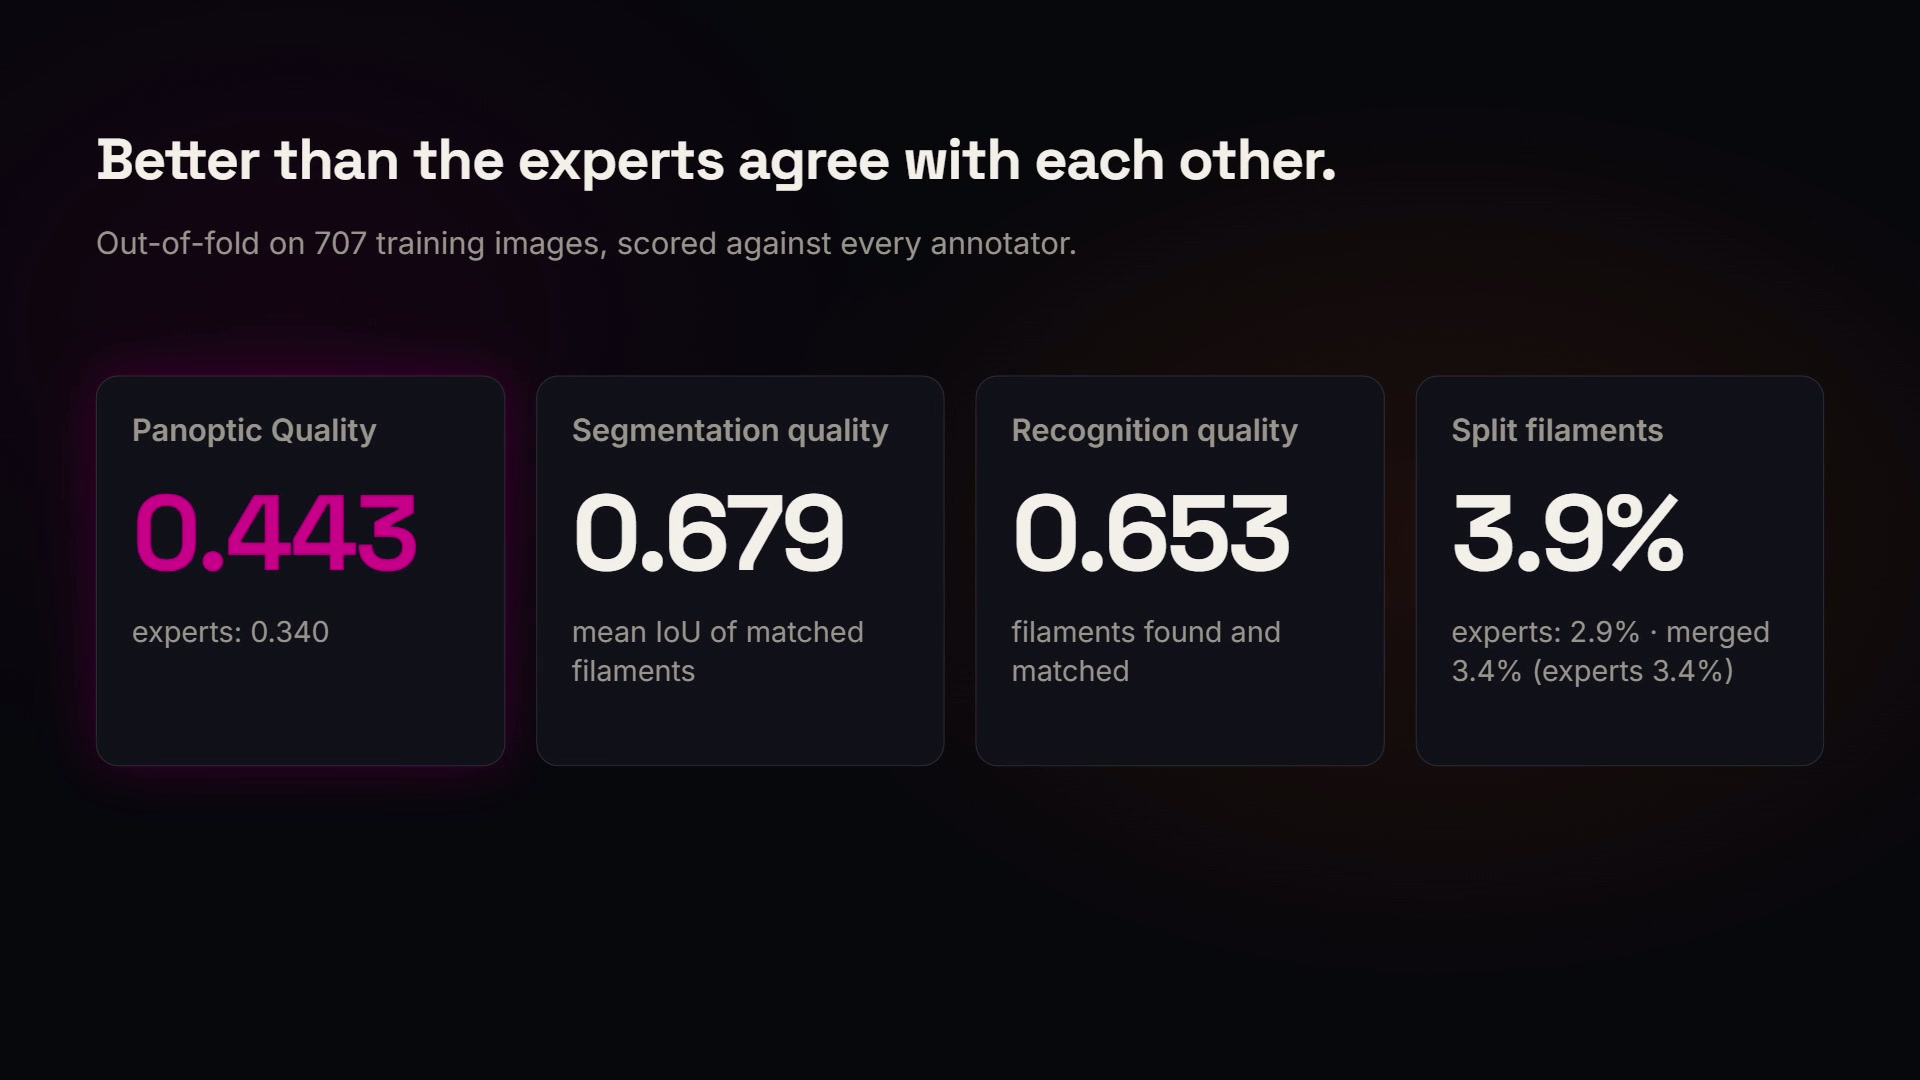 Better than the experts agree with each other.
Out-of-fold on 707 training images, scored against every annotator.
Panoptic Quality
0.443
experts: 0.340
Segmentation quality
0.679
mean IoU of matched
filaments
Recognition quality
0.653
filaments found and
matched
Split filaments
3.9%
experts: 2.9% · merged
3.4% (experts 3.4%)